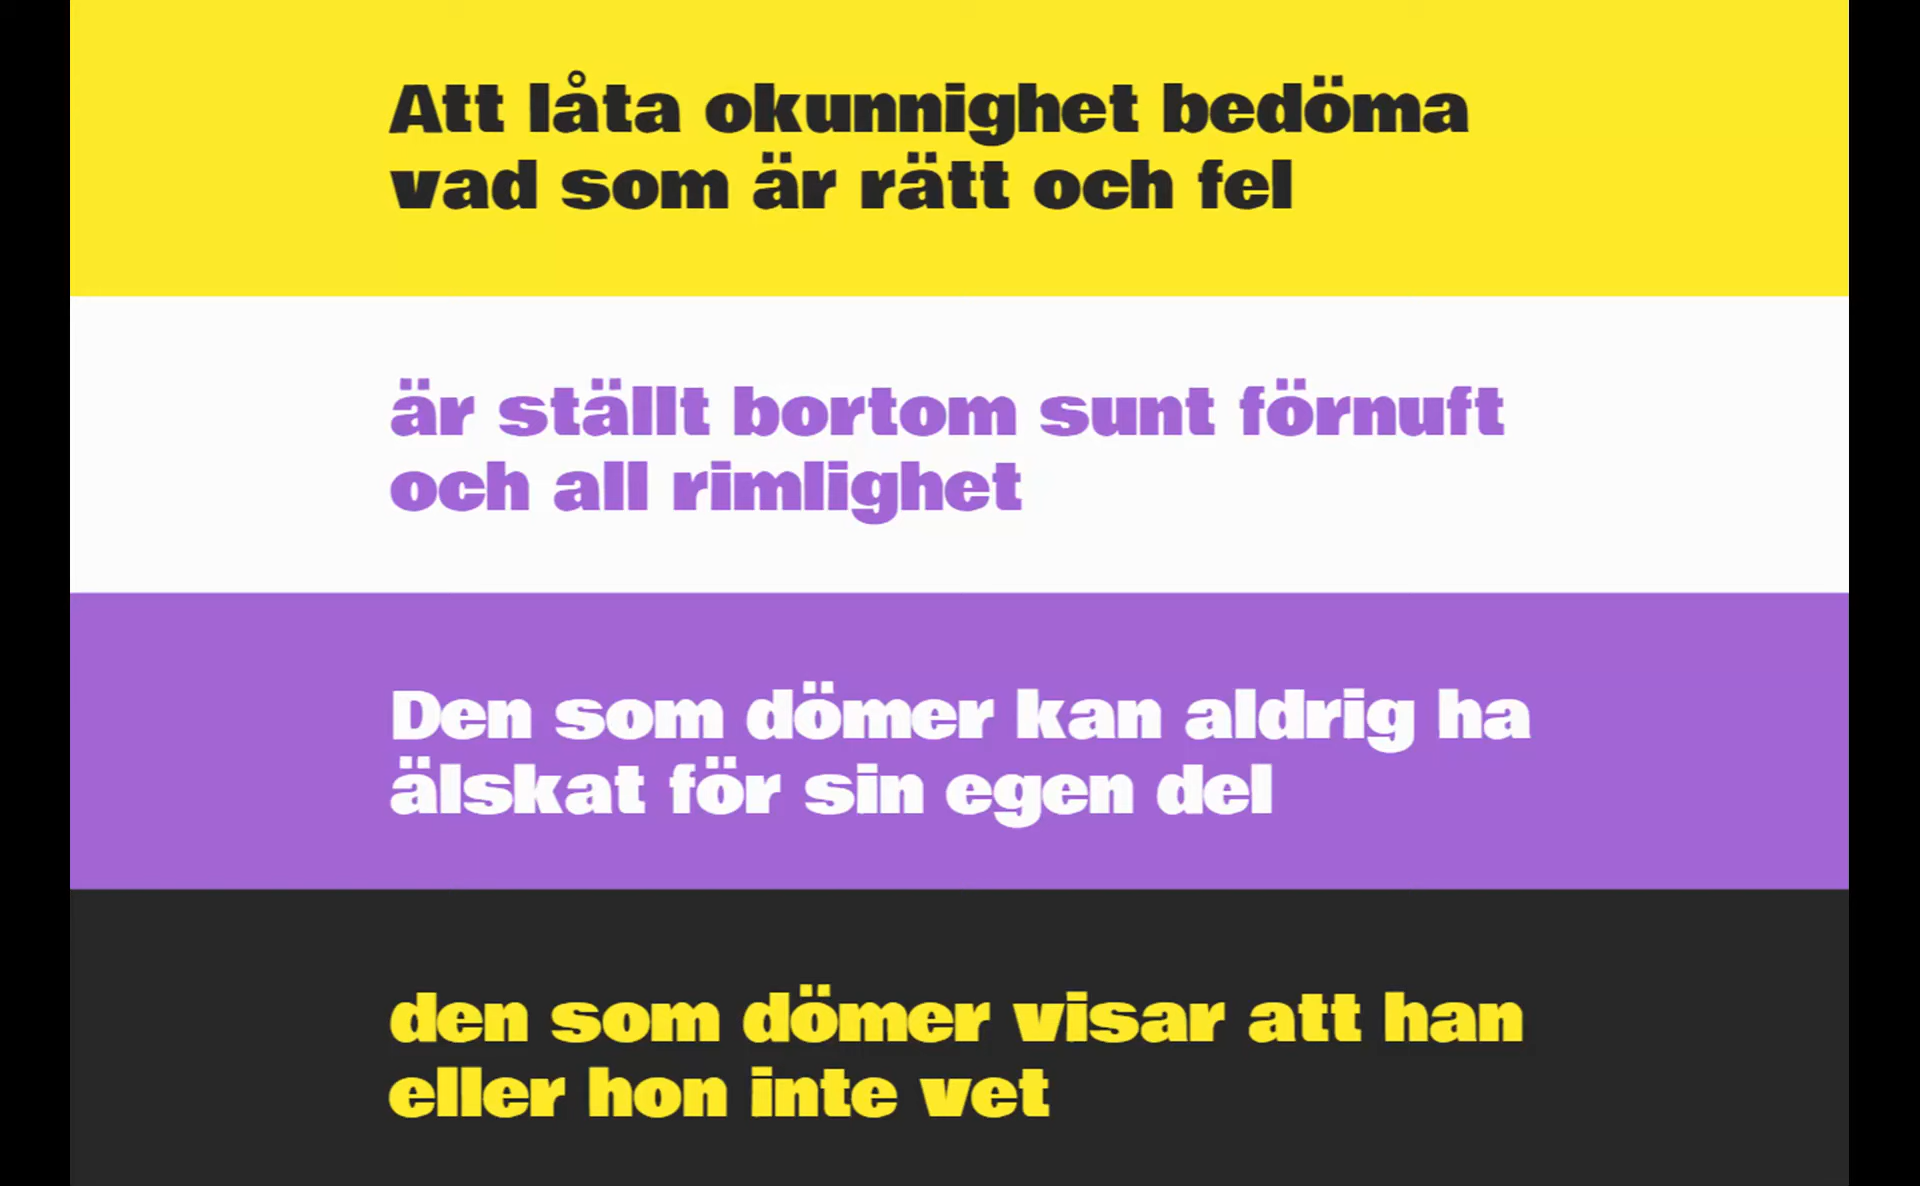 Att låta okunnighet bedöma
vad som är rätt och fel
är ställt bortom sunt förnuft
och all rimlighet
Den som dömer kan aldrig ha
älskat för sin egen del
den som dömer visar att han
eller hon inte vet